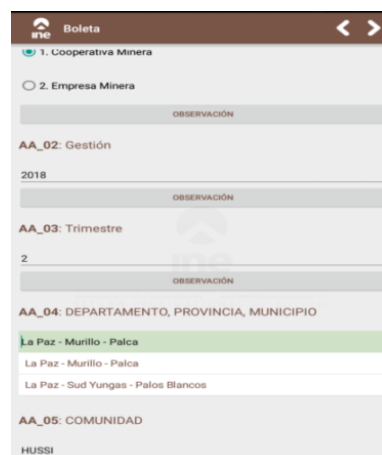 ine
Boleta
1. Cooperativa Minera
2. Empresa Minera
OBSERVACIÓN
AA_02: Gestión
2018
OBSERVACIÓN
AA_03: Trimestre
2
OBSERVACIÓN
AA_04: DEPARTAMENTO, PROVINCIA, MUNICIPIO
La Paz - Murillo - Palca
La Paz - Murillo - Palca
La Paz - Sud Yungas - Palos Blancos
AA_05: COMUNIDAD
HUSSI